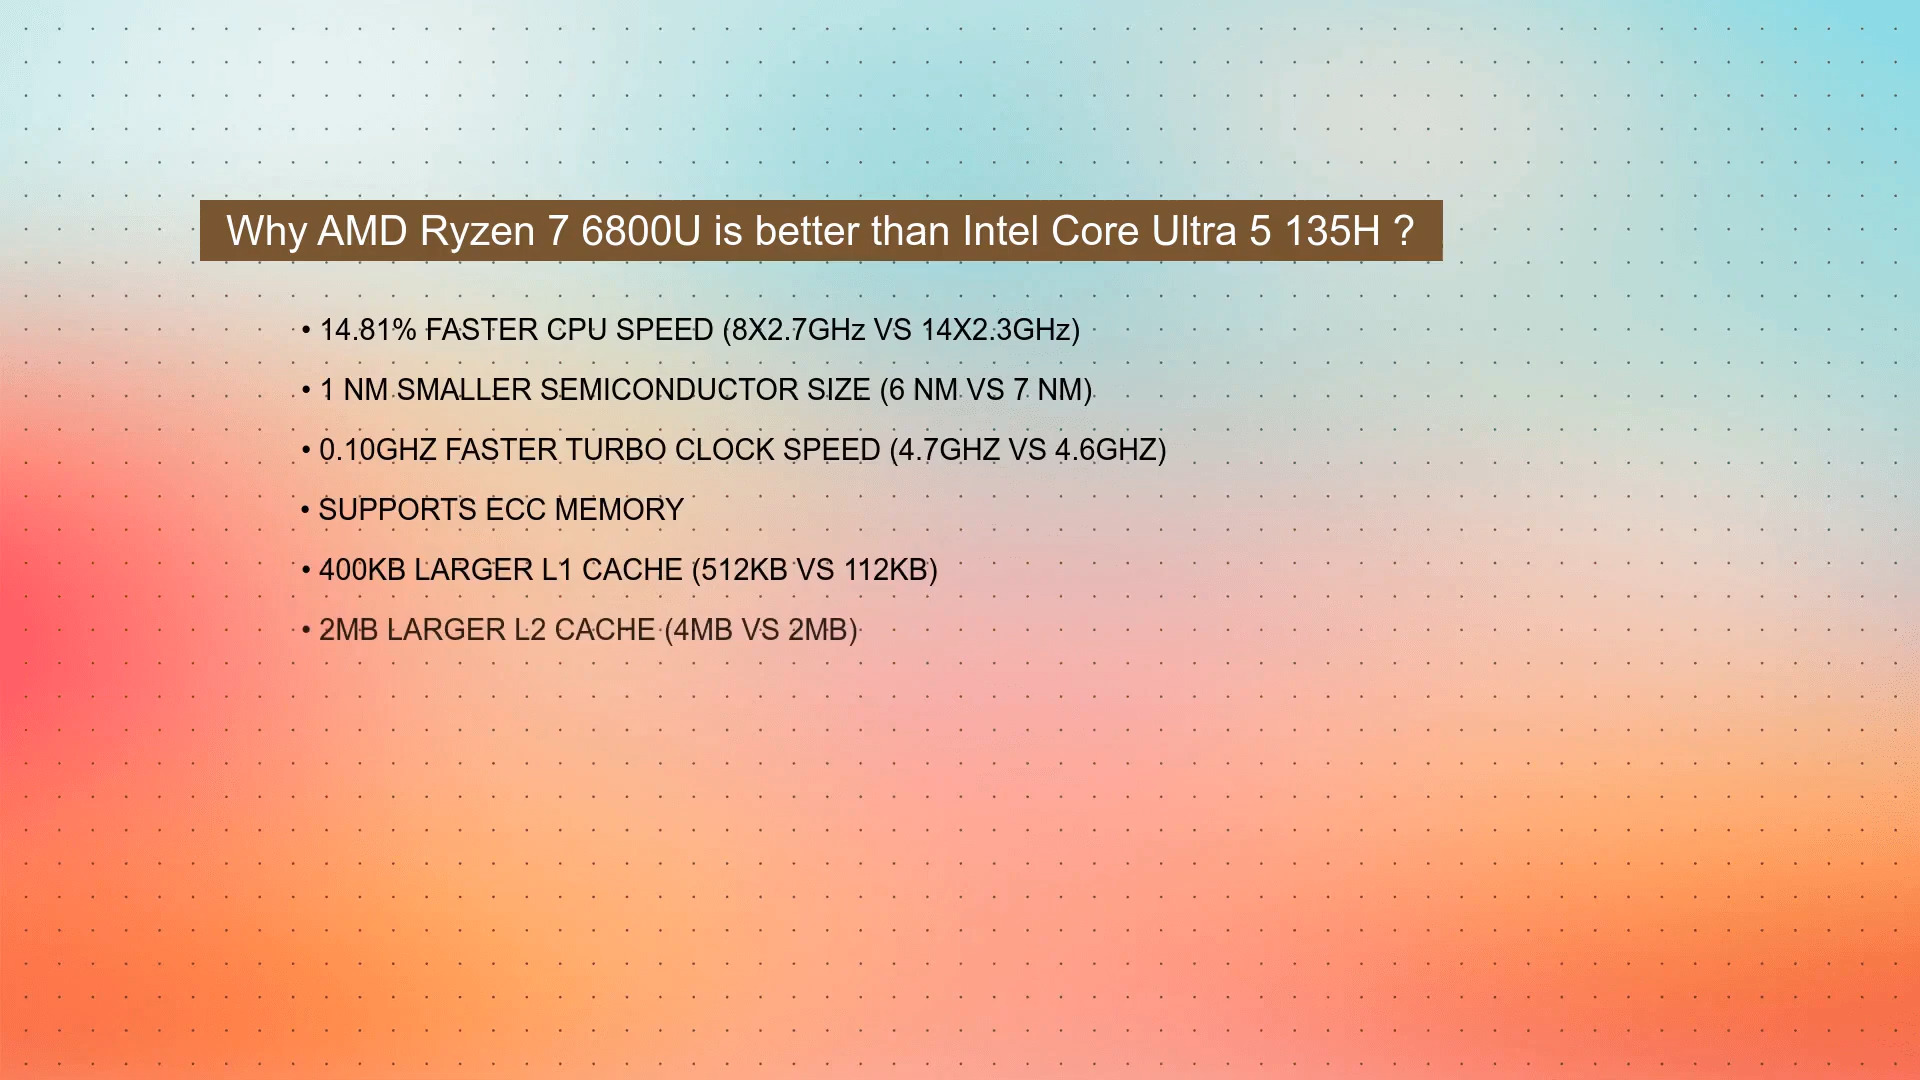 Why AMD Ryzen 7 6800U is better than Intel Core Ultra 5 135H ?
• 14.81% FASTER CPU SPEED (8X2.7GHz VS 14X2.3GHz)
• 1 NM SMALLER SEMICONDUCTOR SIZE (6 NM VS 7 NM)
• 0.10GHZ FASTER TURBO CLOCK SPEED (4.7GHZ VS 4.6GHZ)
• SUPPORTS ECC MEMORY
• 400KB LARGER L1 CACHE (512KB VS 112KB)
• 2MB LARGER L2 CACHE (4MB VS 2MB)